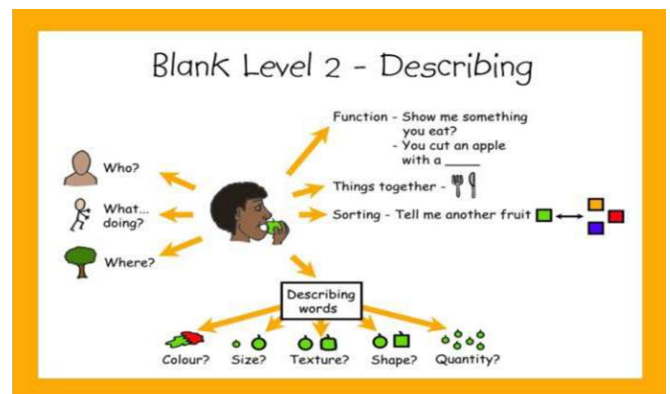 Blank Level 2 - Describing
Function - Show me something
you eat?
- You cut an apple
with a _____
Who?
Things together -
What...
doing?
Sorting - Tell me another fruit
Where?
Describing
words
Colour? Size? Texture? Shape? Quantity?